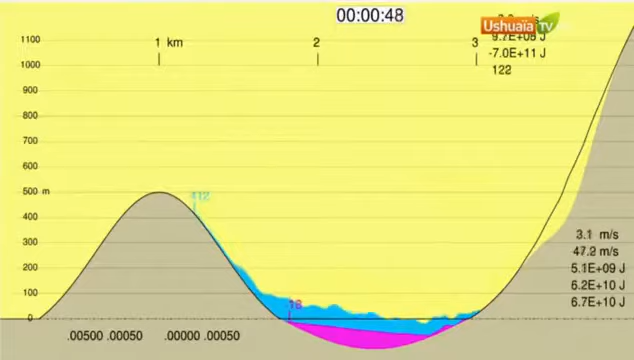 00:00:48
Ushuaïa TV
1 km
2
3
9.7E+08 J
-7.0E+11 J
122
1100
1000
900
800
700
600
500 m
400
300
200
100
0
412
18
3.1 m/s
47.2 m/s
5.1E+09 J
6.2E+10 J
6.7E+10 J
.00500 .00050 .00000 .00050